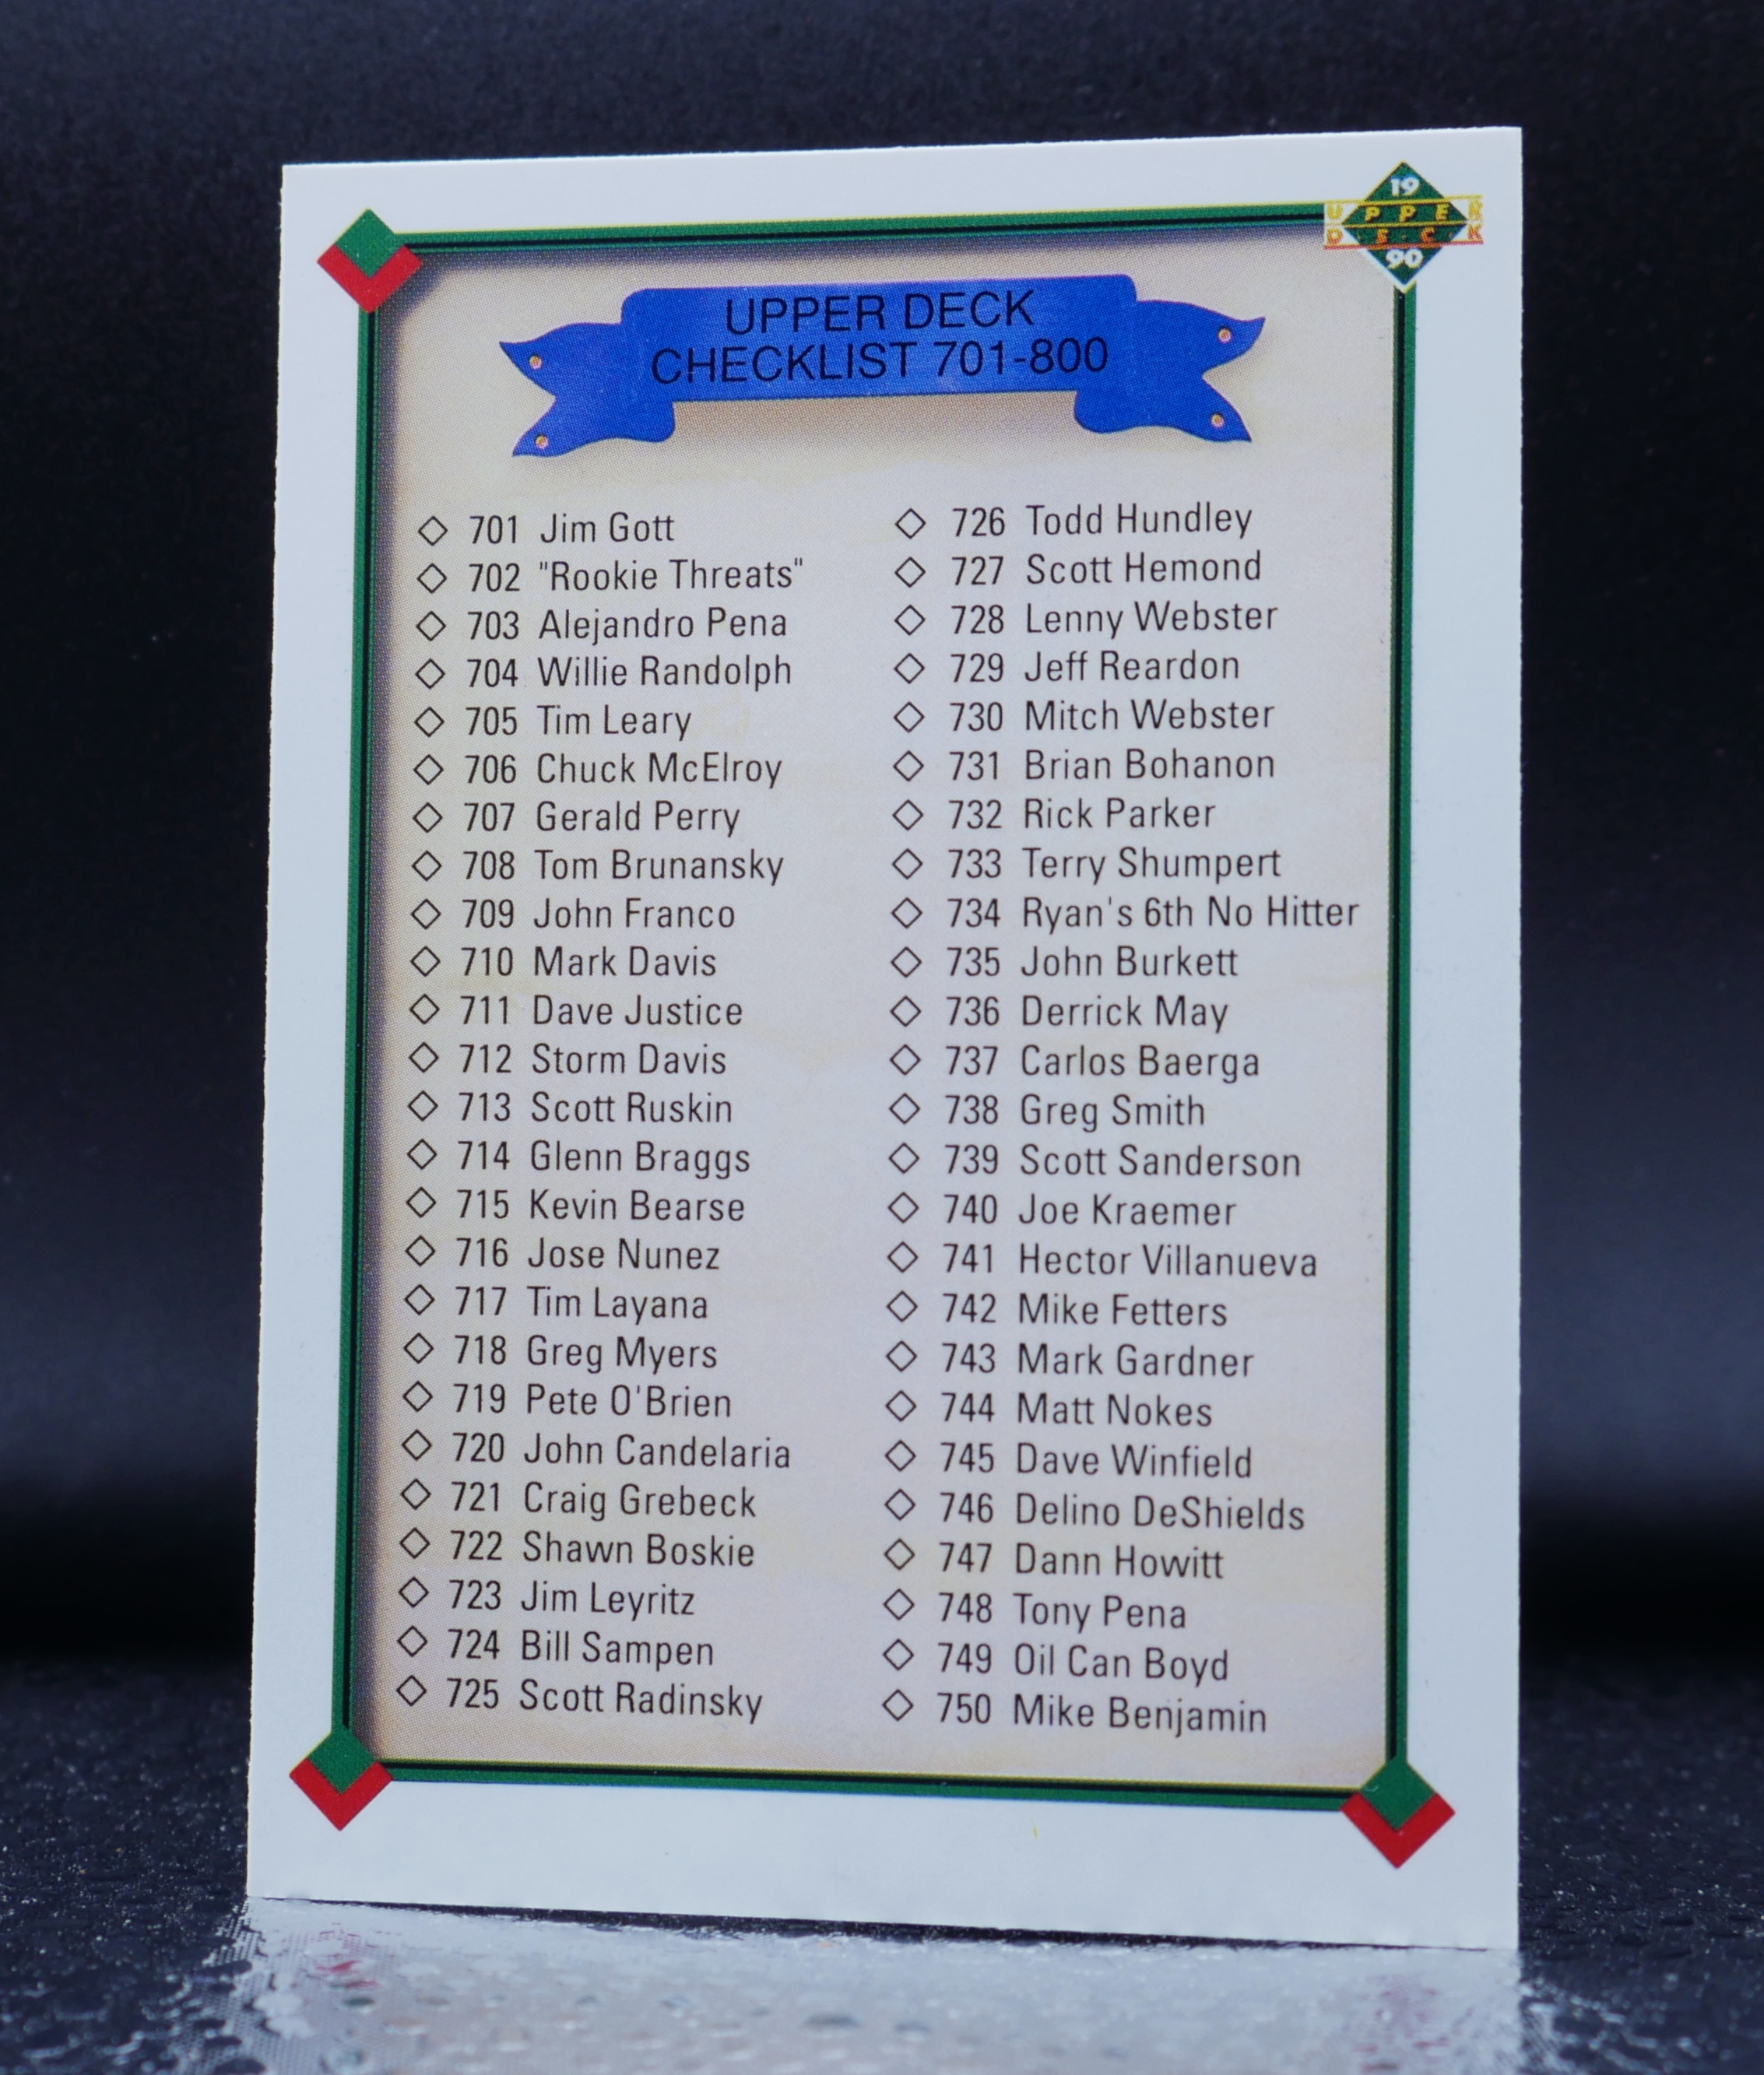 19
UPPER
DECK
90
UPPER DECK
CHECKLIST 701-800
701 Jim Gott
702 "Rookie Threats"
703 Alejandro Pena
704 Willie Randolph
705 Tim Leary
706 Chuck McElroy
707 Gerald Perry
708 Tom Brunansky
709 John Franco
710 Mark Davis
711 Dave Justice
712 Storm Davis
713 Scott Ruskin
714 Glenn Braggs
715 Kevin Bearse
716 Jose Nunez
717 Tim Layana
718 Greg Myers
719 Pete O'Brien
720 John Candelaria
721 Craig Grebeck
722 Shawn Boskie
723 Jim Leyritz
724 Bill Sampen
725 Scott Radinsky
726 Todd Hundley
727 Scott Hemond
728 Lenny Webster
729 Jeff Reardon
730 Mitch Webster
731 Brian Bohanon
732 Rick Parker
733 Terry Shumpert
734 Ryan's 6th No Hitter
735 John Burkett
736 Derrick May
737 Carlos Baerga
738 Greg Smith
739 Scott Sanderson
740 Joe Kraemer
741 Hector Villanueva
742 Mike Fetters
743 Mark Gardner
744 Matt Nokes
745 Dave Winfield
746 Delino DeShields
747 Dann Howitt
748 Tony Pena
749 Oil Can Boyd
750 Mike Benjamin